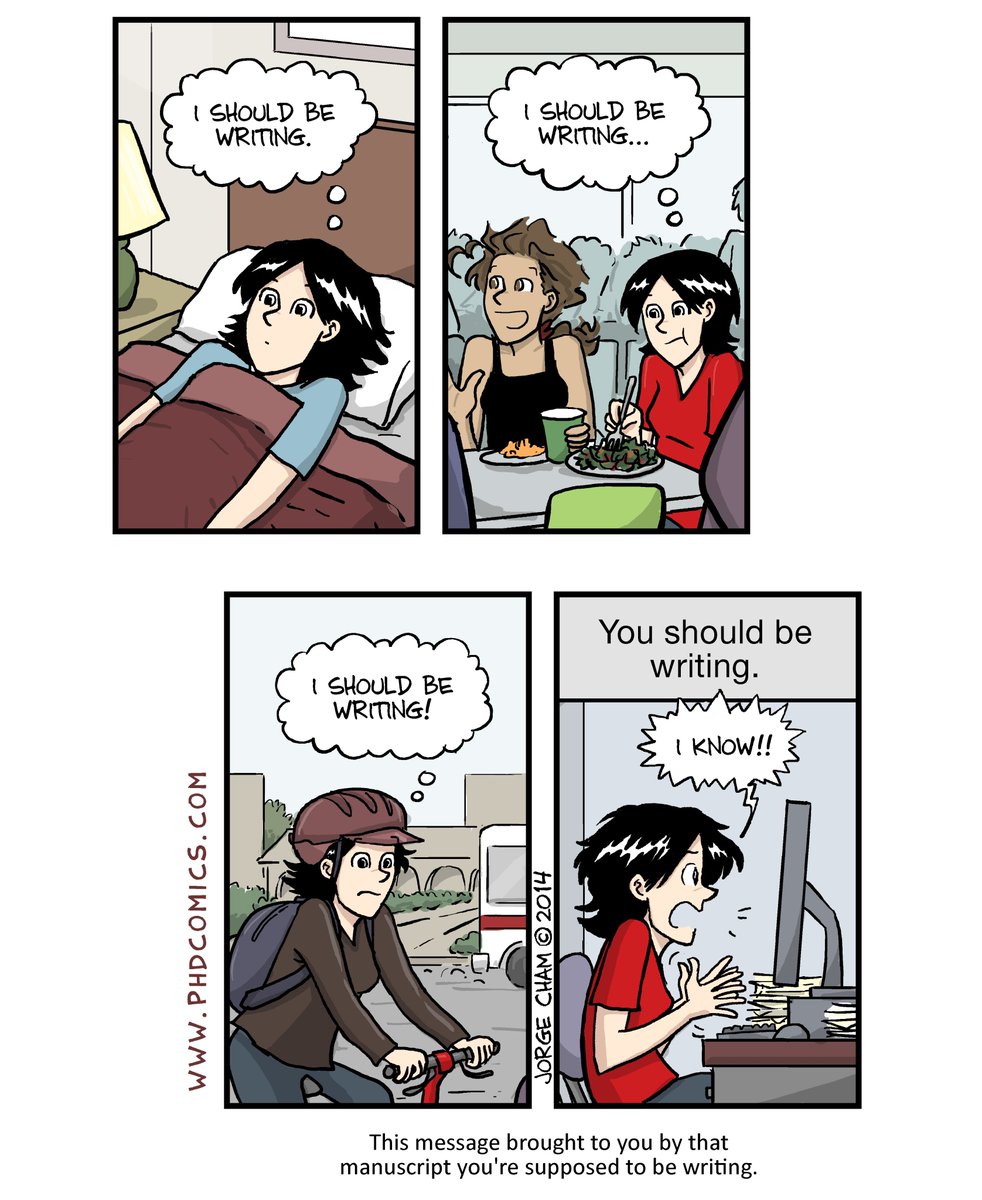 I SHOULD BE
WRITING.
I SHOULD BE
WRITING...
I SHOULD BE
WRITING!
You should be
writing.
I KNOW!!
WWW.PHDCOMICS.COM
JORGE CHAM © 2014
This message brought to you by that
manuscript you're supposed to be writing.